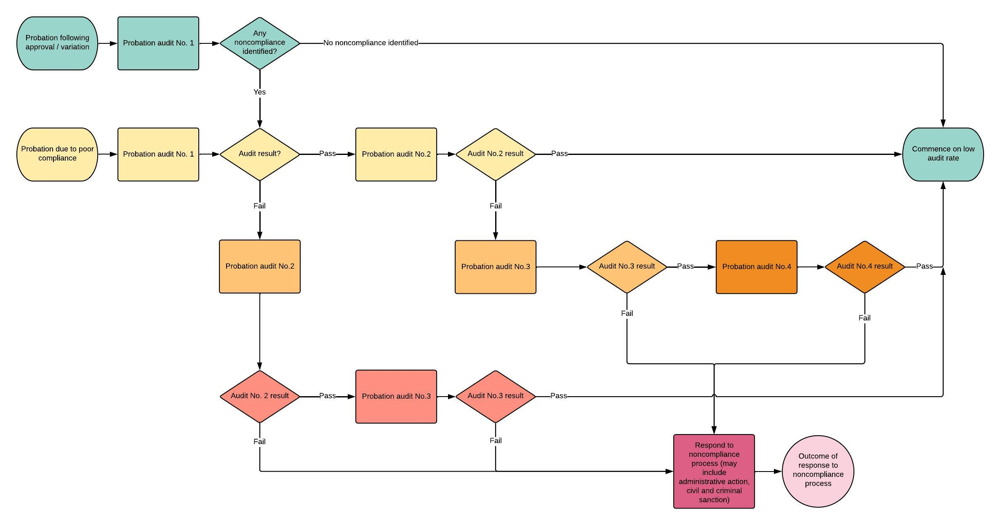 Probation following
approval / variation
Probation audit No. 1
Any
noncompliance
identified?
No noncompliance identified
Yes
Probation due to poor
compliance
Probation audit No. 1
Audit result?
Pass
Probation audit No.2
Audit No.2 result
Pass
Commence on low
audit rate
Fail
Fail
Probation audit No.2
Probation audit No.3
Audit No.3 result
Pass
Probation audit No.4
Audit No.4 result
Pass
Fail
Fail
Audit No. 2 result
Pass
Probation audit No.3
Audit No.3 result
Pass
Fail
Fail
Respond to
noncompliance
process (may
include
administrative action,
civil and criminal
sanction)
Outcome of
response to
noncompliance
process